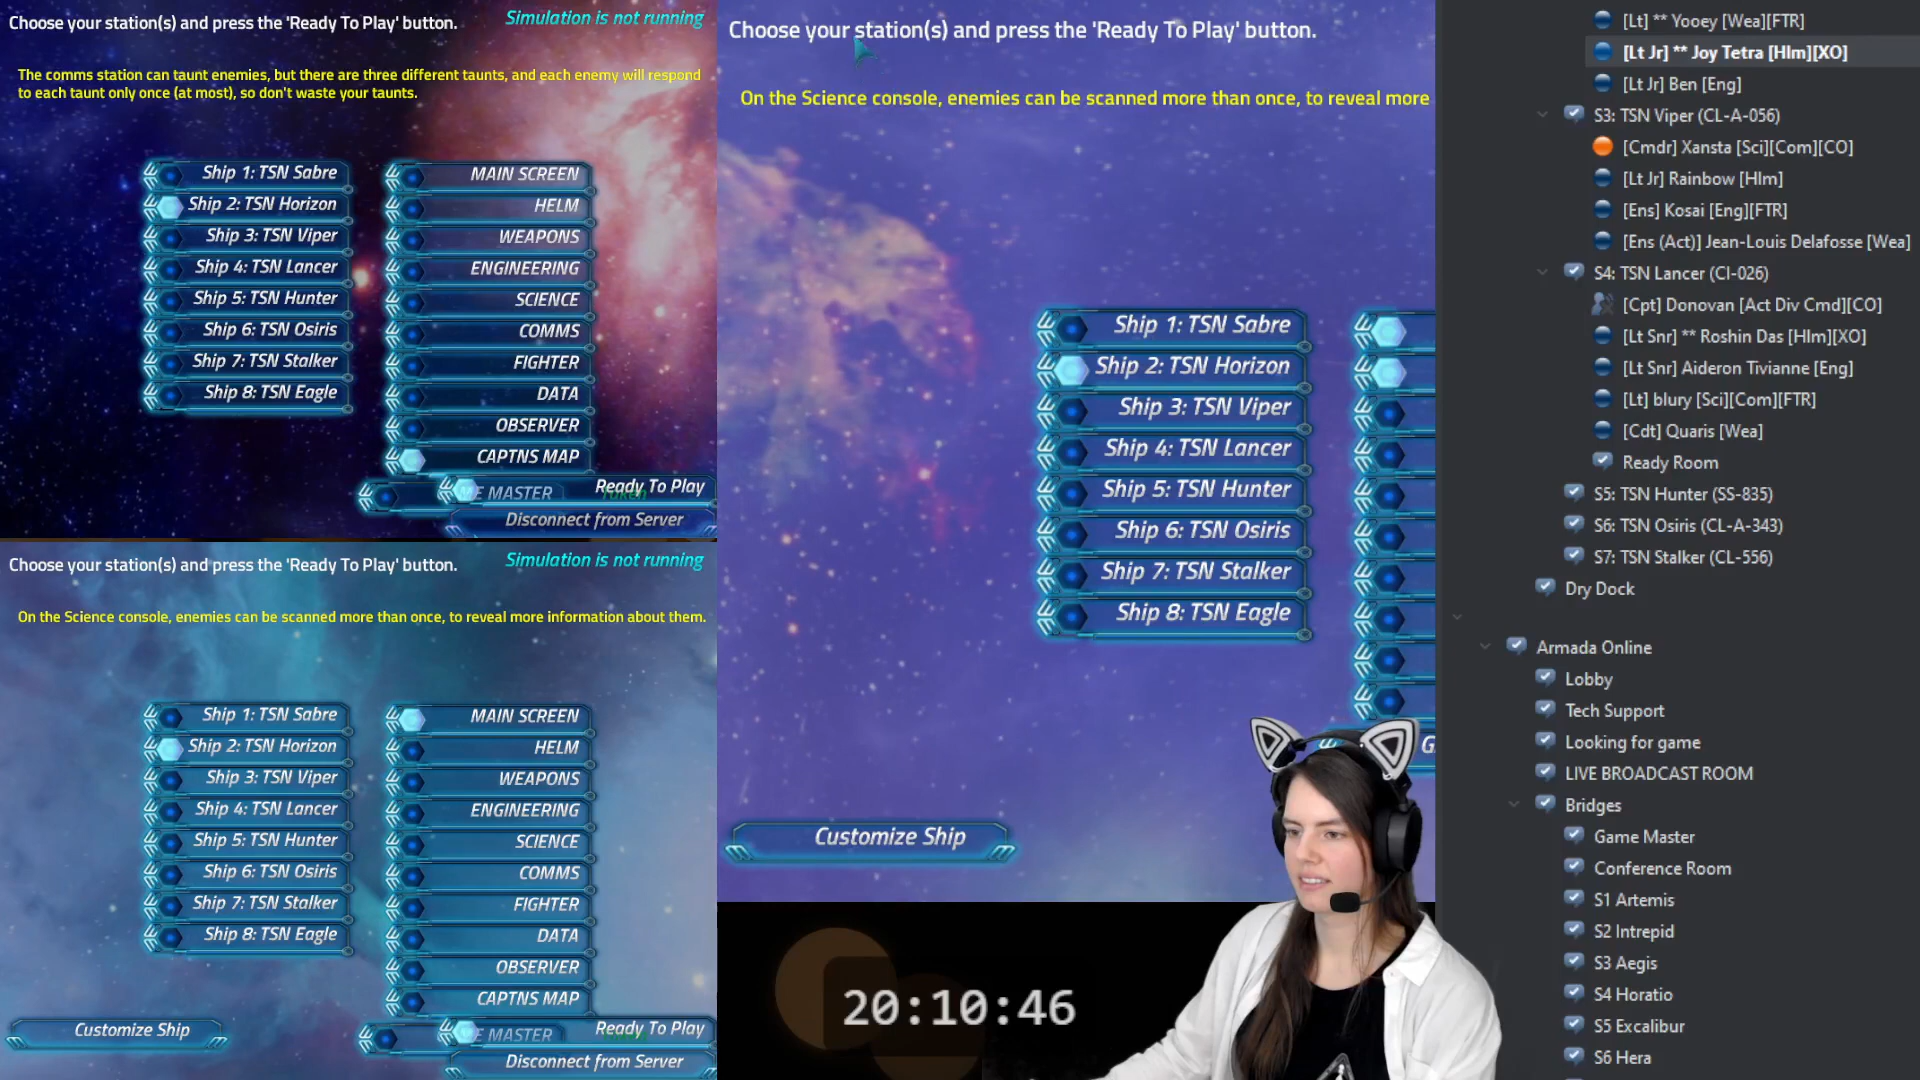 Choose your station(s) and press the 'Ready To Play' button.
Simulation is not running
The comms station can taunt enemies, but there are three different taunts, and each enemy will respond
to each taunt only once (at most), so don't waste your taunts.
Ship 1: TSN Sabre
Ship 2: TSN Horizon
Ship 3: TSN Viper
Ship 4: TSN Lancer
Ship 5: TSN Hunter
Ship 6: TSN Osiris
Ship 7: TSN Stalker
Ship 8: TSN Eagle
MAIN SCREEN
HELM
WEAPONS
ENGINEERING
SCIENCE
COMMS
FIGHTER
DATA
OBSERVER
CAPTNS MAP
E MASTER
Ready To Play
Disconnect from Server
Choose your station(s) and press the 'Ready To Play' button.
Simulation is not running
On the Science console, enemies can be scanned more than once, to reveal more information about them.
Ship 1: TSN Sabre
Ship 2: TSN Horizon
Ship 3: TSN Viper
Ship 4: TSN Lancer
Ship 5: TSN Hunter
Ship 6: TSN Osiris
Ship 7: TSN Stalker
Ship 8: TSN Eagle
MAIN SCREEN
HELM
WEAPONS
ENGINEERING
SCIENCE
COMMS
FIGHTER
DATA
OBSERVER
CAPTNS MAP
Customize Ship
E MASTER
Ready To Play
Disconnect from Server
Choose your station(s) and press the 'Ready To Play' button.
On the Science console, enemies can be scanned more than once, to reveal more
Ship 1: TSN Sabre
Ship 2: TSN Horizon
Ship 3: TSN Viper
Ship 4: TSN Lancer
Ship 5: TSN Hunter
Ship 6: TSN Osiris
Ship 7: TSN Stalker
Ship 8: TSN Eagle
G
Customize Ship
20:10:46
[Lt] ** Yooey [Wea][FTR]
[Lt Jr] ** Joy Tetra [Hlm][XO]
[Lt Jr] Ben [Eng]
S3: TSN Viper (CL-A-056)
[Cmdr] Xansta [Sci][Com][CO]
[Lt Jr] Rainbow [Hlm]
[Ens] Kosai [Eng][FTR]
[Ens (Act)] Jean-Louis Delafosse [Wea]
S4: TSN Lancer (CI-026)
[Cpt] Donovan [Act Div Cmd][CO]
[Lt Snr] ** Roshin Das [Hlm][XO]
[Lt Snr] Aideron Tivianne [Eng]
[Lt] blury [Sci][Com][FTR]
[Cdt] Quaris [Wea]
Ready Room
S5: TSN Hunter (SS-835)
S6: TSN Osiris (CL-A-343)
S7: TSN Stalker (CL-556)
Dry Dock
Armada Online
Lobby
Tech Support
Looking for game
LIVE BROADCAST ROOM
Bridges
Game Master
Conference Room
S1 Artemis
S2 Intrepid
S3 Aegis
S4 Horatio
S5 Excalibur
S6 Hera